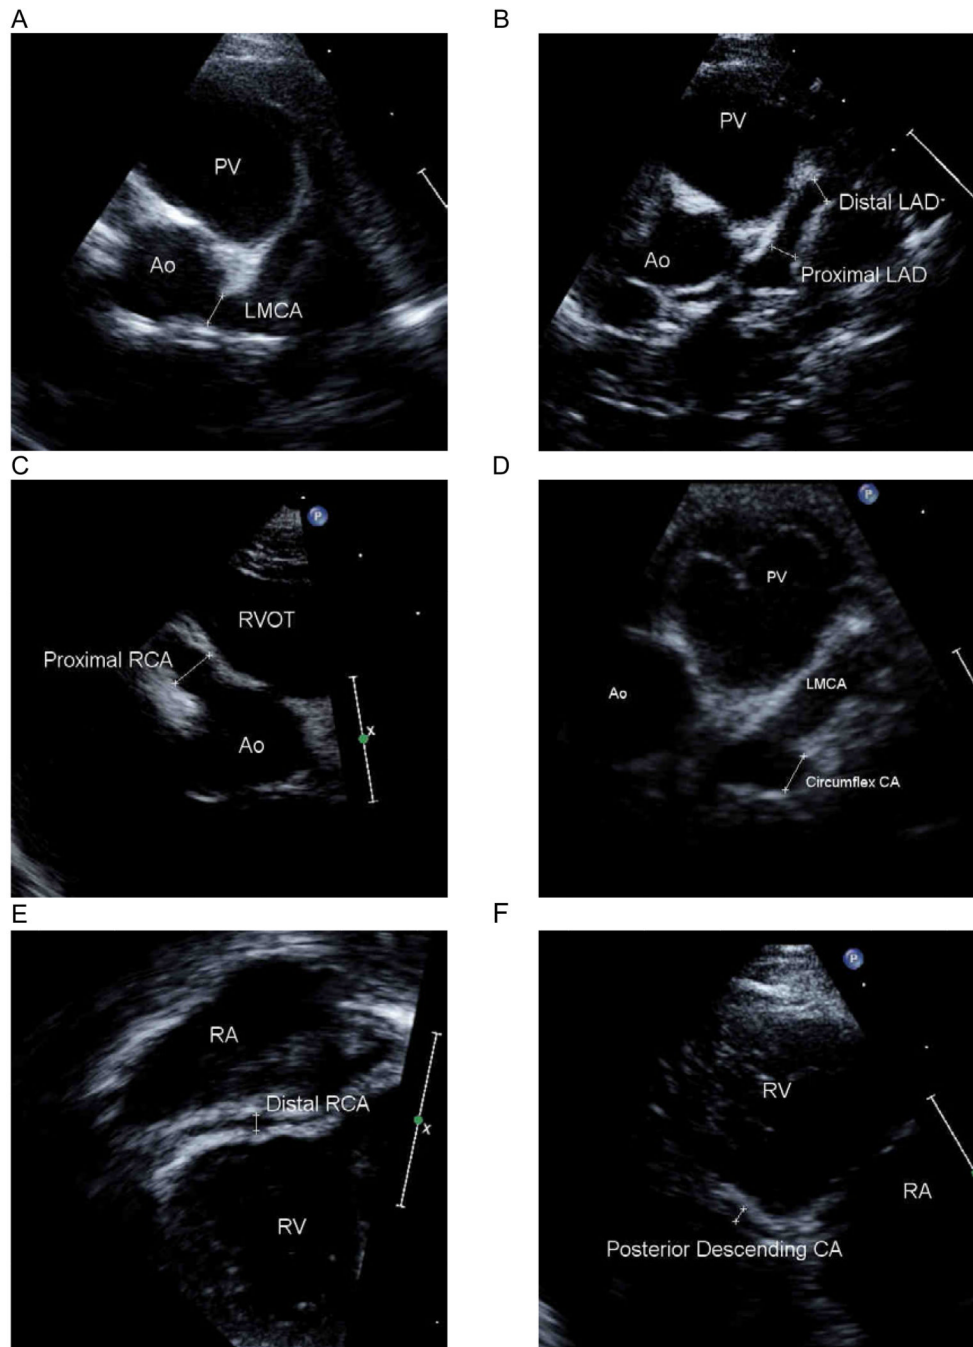 A
PV
Ao
LMCA
B
PV
Distal LAD
Ao
Proximal LAD
C
P
RVOT
Proximal RCA
Ao
X
D
P
PV
LMCA
Ao
Circumflex CA
E
RA
Distal RCA
X
RV
F
P
RV
RA
Posterior Descending CA